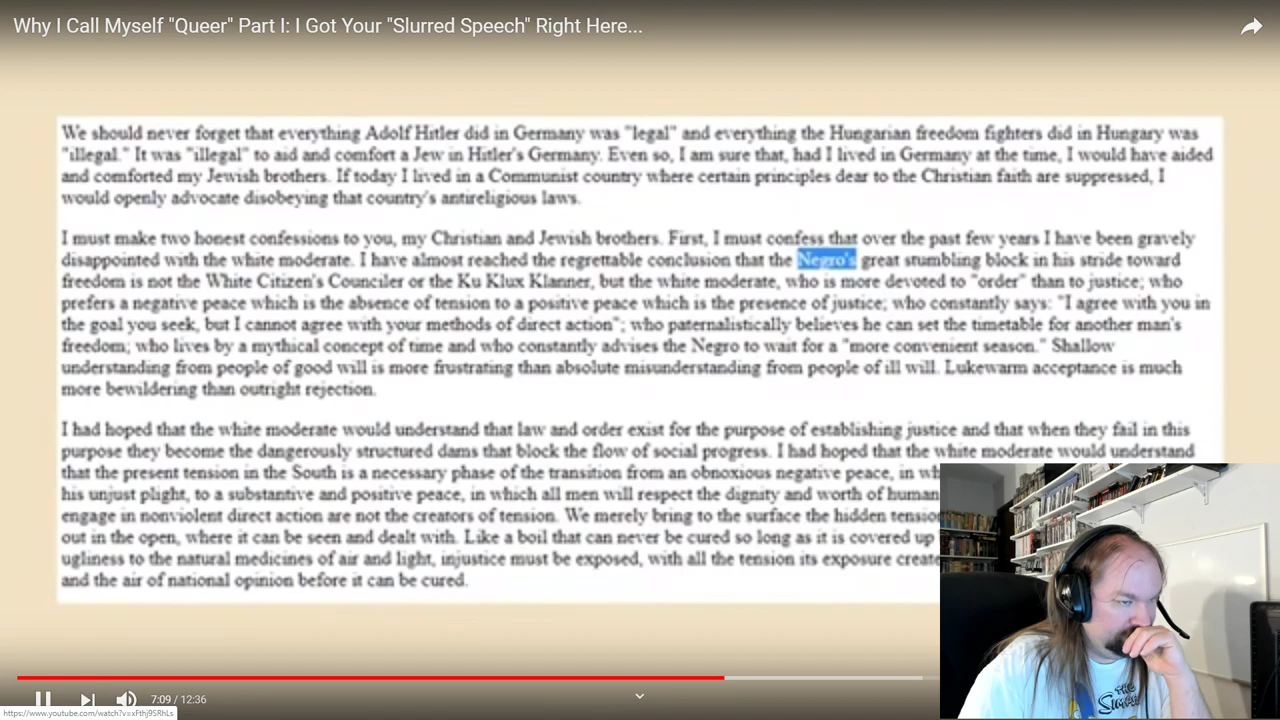 Why I Call Myself "Queer" Part I: I Got Your "Slurred Speech" Right Here...
We should never forget that everything Adolf Hitler did in Germany was "legal" and everything the Hungarian freedom fighters did in Hungary was
"illegal." It was "illegal" to aid and comfort a Jew in Hitler's Germany. Even so, I am sure that, had I lived in Germany at the time, I would have aided
and comforted my Jewish brothers. If today I lived in a Communist country where certain principles dear to the Christian faith are suppressed, I
would openly advocate disobeying that country's antireligious laws.
I must make two honest confessions to you, my Christian and Jewish brothers. First, I must confess that over the past few years I have been gravely
disappointed with the white moderate. I have almost reached the regrettable conclusion that the Negro's great stumbling block in his stride toward
freedom is not the White Citizen's Counciler or the Ku Klux Klanner, but the white moderate, who is more devoted to "order" than to justice; who
prefers a negative peace which is the absence of tension to a positive peace which is the presence of justice; who constantly says: "I agree with you in
the goal you seek, but I cannot agree with your methods of direct action"; who paternalistically believes he can set the timetable for another man's
freedom; who lives by a mythical concept of time and who constantly advises the Negro to wait for a "more convenient season." Shallow
understanding from people of good will is more frustrating than absolute misunderstanding from people of ill will. Lukewarm acceptance is much
more bewildering than outright rejection.
I had hoped that the white moderate would understand that law and order exist for the purpose of establishing justice and that when they fail in this
purpose they become the dangerously structured dams that block the flow of social progress. I had hoped that the white moderate would understand
that the present tension in the South is a necessary phase of the transition from an obnoxious negative peace, in
his unjust plight, to a substantive and positive peace, in which all men will respect the dignity and worth of human
engage in nonviolent direct action are not the creators of tension. We merely bring to the surface the hidden
out in the open, where it can be seen and dealt with. Like a boil that can never be cured so long as it is covered up
ugliness to the natural medicines of air and light, injustice must be exposed, with all the tension its exposure
and the air of national opinion before it can be cured.
THE
7:09 / 12:36
https://www.youtube.com/watch?v=xFthj9SRhLs